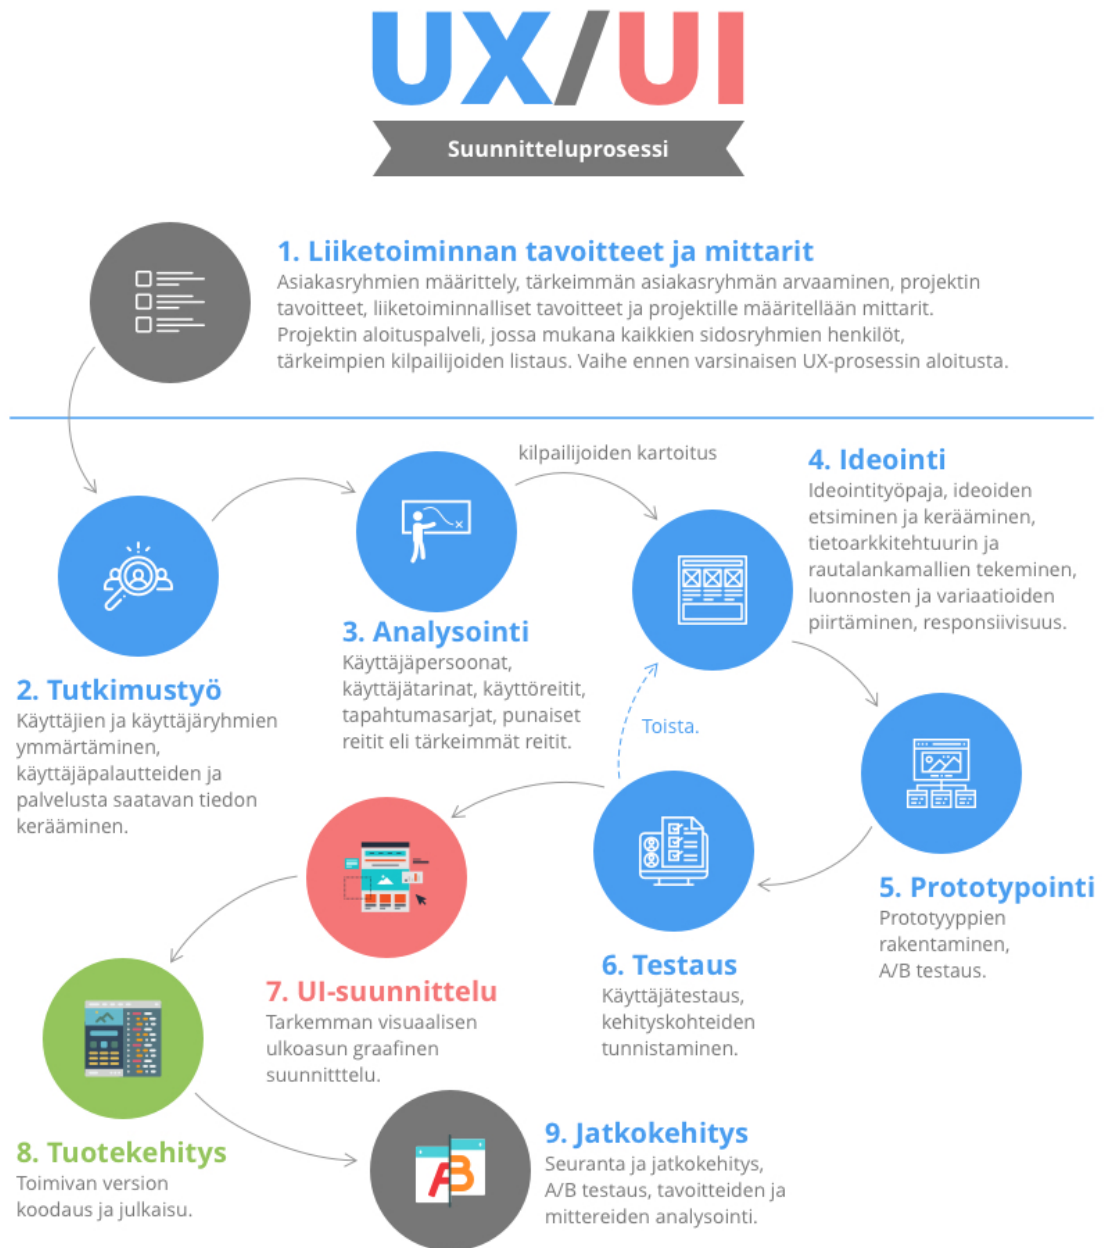 UX/UI
Suunnitteluprosessi
1. Liiketoiminnan tavoitteet ja mittarit
Asiakasryhmien määrittely, tärkeimmän asiakasryhmän arvaaminen, projektin
tavoitteet, liiketoiminnalliset tavoitteet ja projektille määritellään mittarit.
Projektin aloituspalveli, jossa mukana kaikkien sidosryhmien henkilöt,
tärkeimpien kilpailijoiden listaus. Vaihe ennen varsinaisen UX-prosessin aloitusta.
2. Tutkimustyö
Käyttäjien ja käyttäjäryhmien
ymmärtäminen,
käyttäjäpalautteiden ja
palvelusta saatavan tiedon
kerääminen.
3. Analysointi
Käyttäjäpersoonat,
käyttäjätarinat, käyttöreitit,
tapahtumasarjat, punaiset
reitit eli tärkeimmät reitit.
kilpailijoiden kartoitus
4. Ideointi
Ideointityöpaja, ideoiden
etsiminen ja kerääminen,
tietoarkkitehtuurin ja
rautalankamallien tekeminen,
luonnosten ja variaatioiden
piirtäminen, responsiivisuus.
Toista.
5. Prototypointi
Prototyyppien
rakentaminen,
A/B testaus.
6. Testaus
Käyttäjätestaus,
kehityskohteiden
tunnistaminen.
7. UI-suunnittelu
Tarkemman visuaalisen
ulkoasun graafinen
suunnitttelu.
8. Tuotekehitys
Toimivan version
koodaus ja julkaisu.
A B
9. Jatkokehitys
Seuranta ja jatkokehitys,
A/B testaus, tavoitteiden ja
mittereiden analysointi.